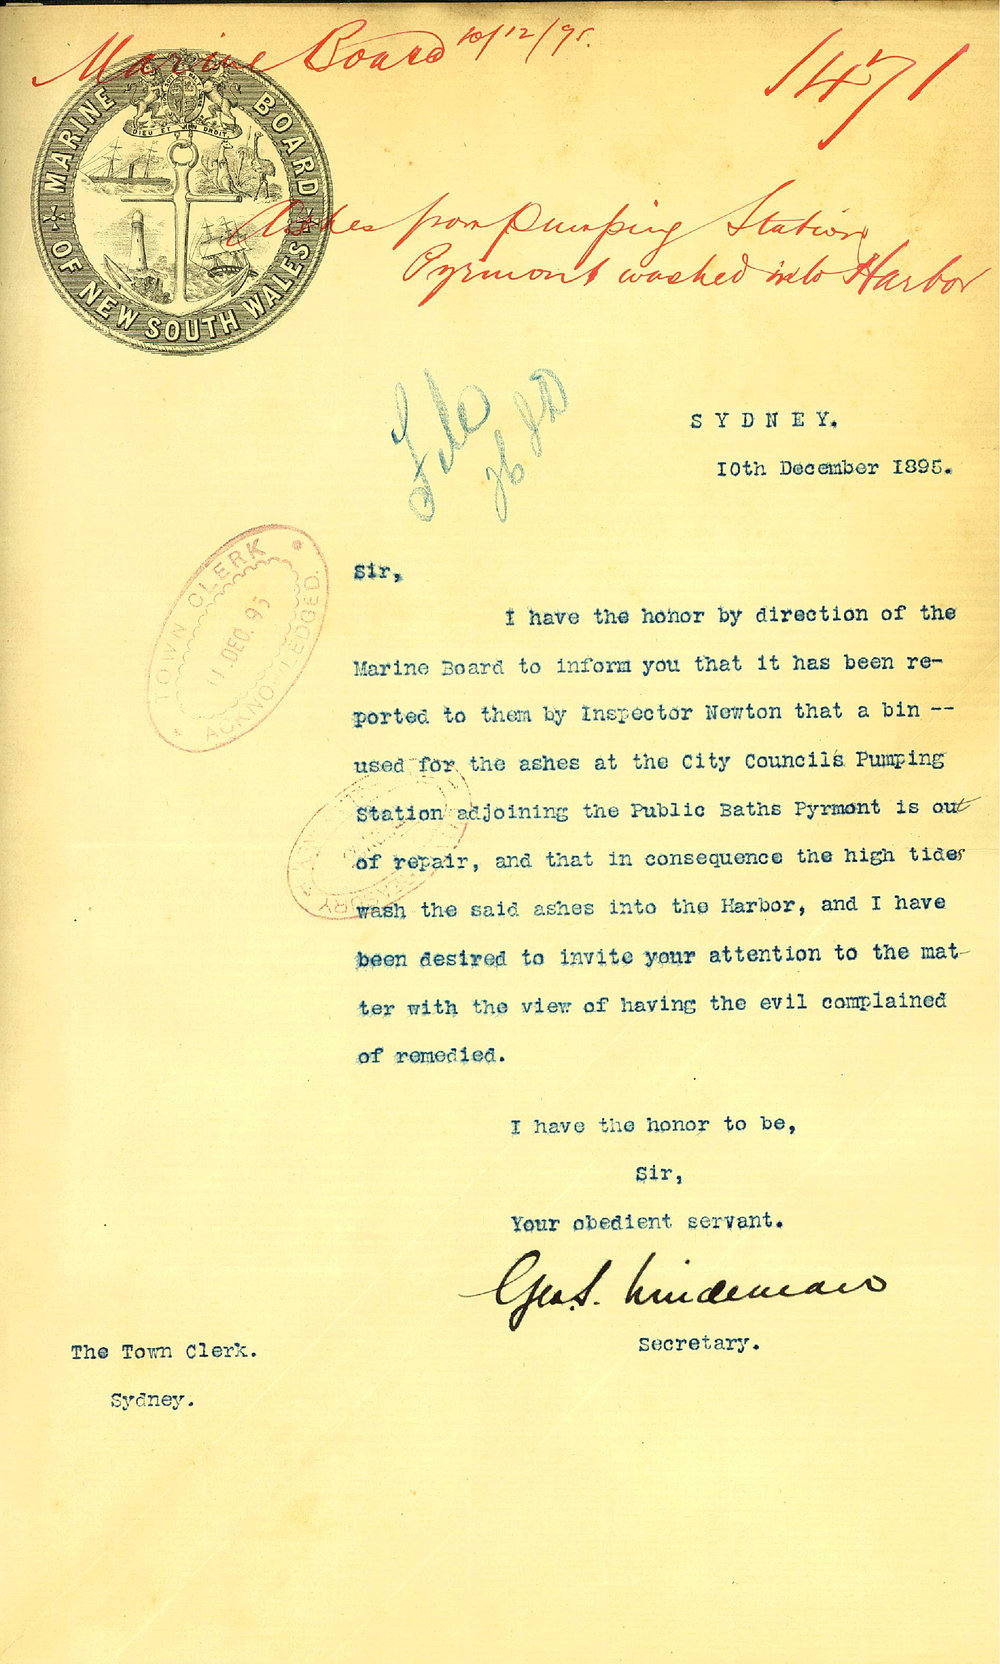 Marine Board 10/12/95.
1471
MARINE BOARD
OF NEW SOUTH WALES
DIEU ET MON DROIT
Ashes from Pumping Station
Pyrmont washed into Harbor
File
SYDNEY.
10th December 1895.
TOWN CLERK
11 DEC. 95
ACKNOWLEDGED.
Sir,
I have the honor by direction of the
Marine Board to inform you that it has been re-
ported to them by Inspector Newton that a bin --
used for the ashes at the City Council's Pumping
Station adjoining the Public Baths Pyrmont is out
of repair, and that in consequence the high tides
wash the said ashes into the Harbor, and I have
been desired to invite your attention to the mat-
ter with the view of having the evil complained
of remedied.
I have the honor to be,
Sir,
Your obedient servant.
Geo. S. Lindeman
Secretary.
The Town Clerk.
Sydney.